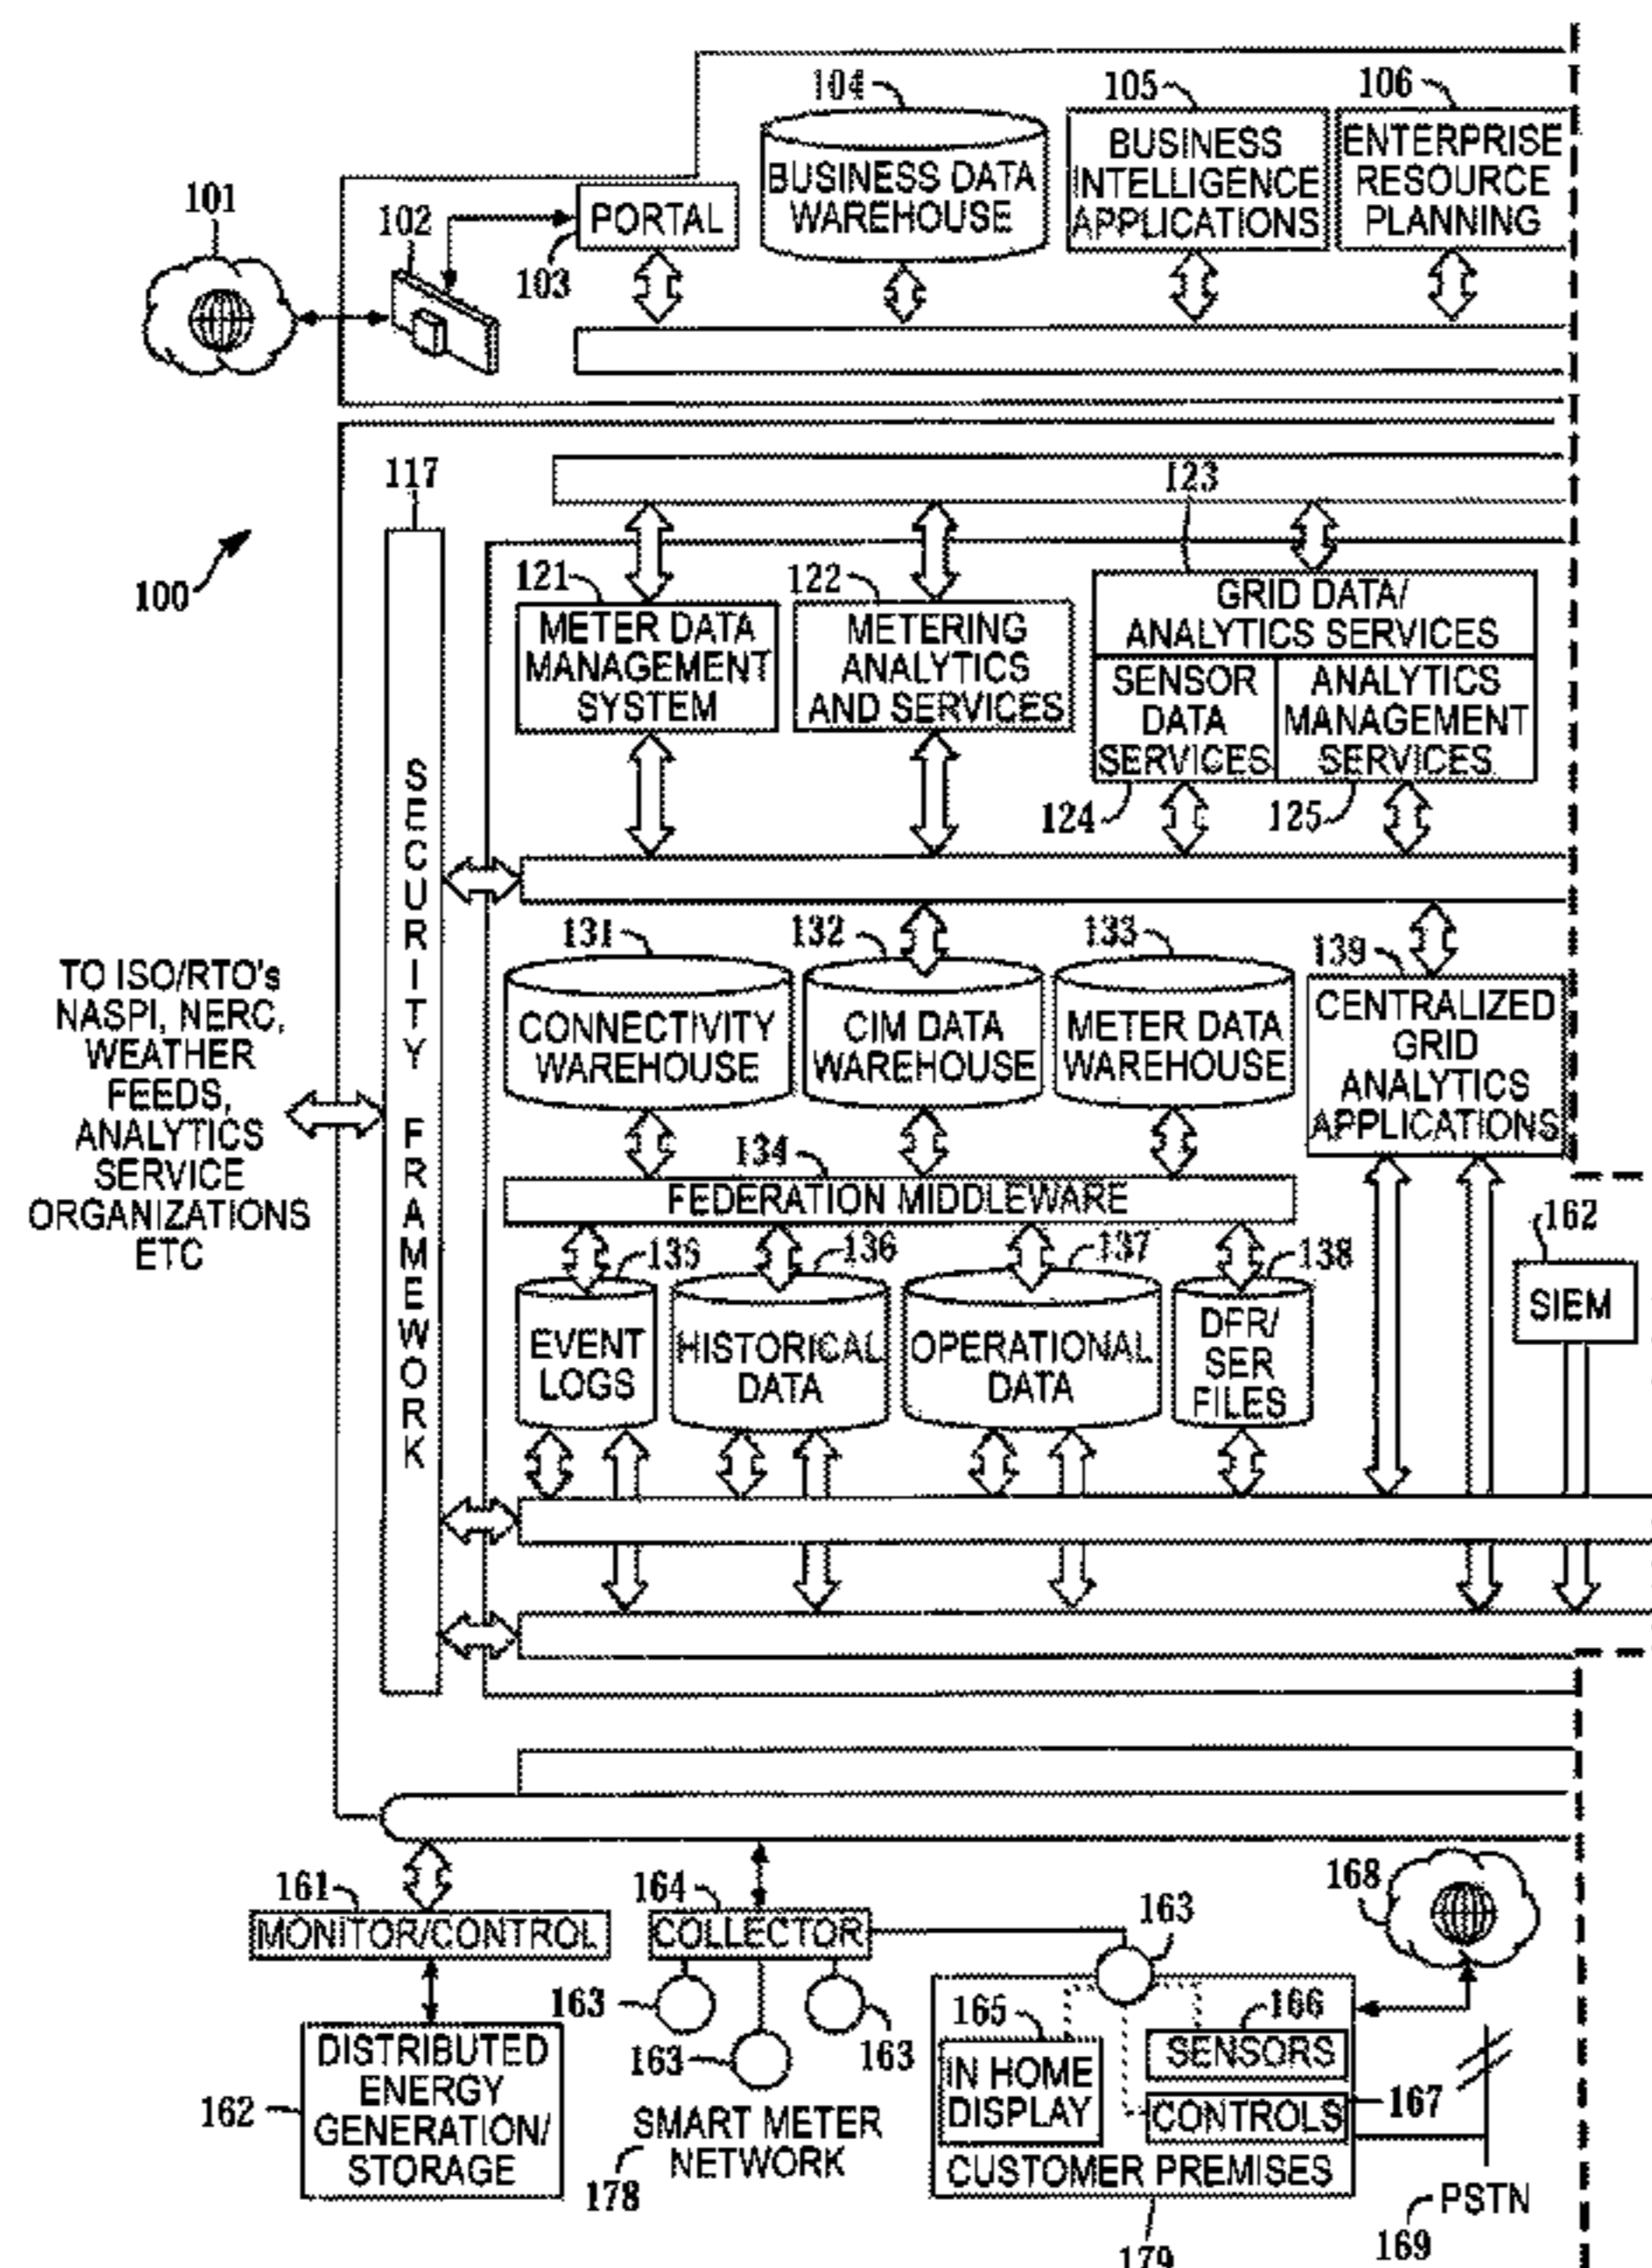 104
105
106
BUSINESS DATA
WAREHOUSE
BUSINESS
INTELLIGENCE
APPLICATIONS
ENTERPRISE
RESOURCE
PLANNING
101
102
PORTAL
103
117
123
100
121
METER DATA
MANAGEMENT
SYSTEM
122
METERING
ANALYTICS
AND SERVICES
GRID DATA/
ANALYTICS SERVICES
SENSOR
DATA
SERVICES
ANALYTICS
MANAGEMENT
SERVICES
124
125
SECURITY FRAMEWORK
TO ISO/RTO's
NASPI, NERC,
WEATHER
FEEDS,
ANALYTICS
SERVICE
ORGANIZATIONS
ETC
131
132
133
139
CONNECTIVITY
WAREHOUSE
CIM DATA
WAREHOUSE
METER DATA
WAREHOUSE
CENTRALIZED
GRID
ANALYTICS
APPLICATIONS
134
FEDERATION MIDDLEWARE
135
136
137
138
EVENT
LOGS
HISTORICAL
DATA
OPERATIONAL
DATA
DFR/
SER
FILES
162
SIEM
161
MONITOR/CONTROL
164
COLLECTOR
163
168
163
163
163
165
IN HOME
DISPLAY
166
SENSORS
CONTROLS
167
CUSTOMER PREMISES
162
DISTRIBUTED
ENERGY
GENERATION/
STORAGE
SMART METER
NETWORK
178
179
PSTN
169